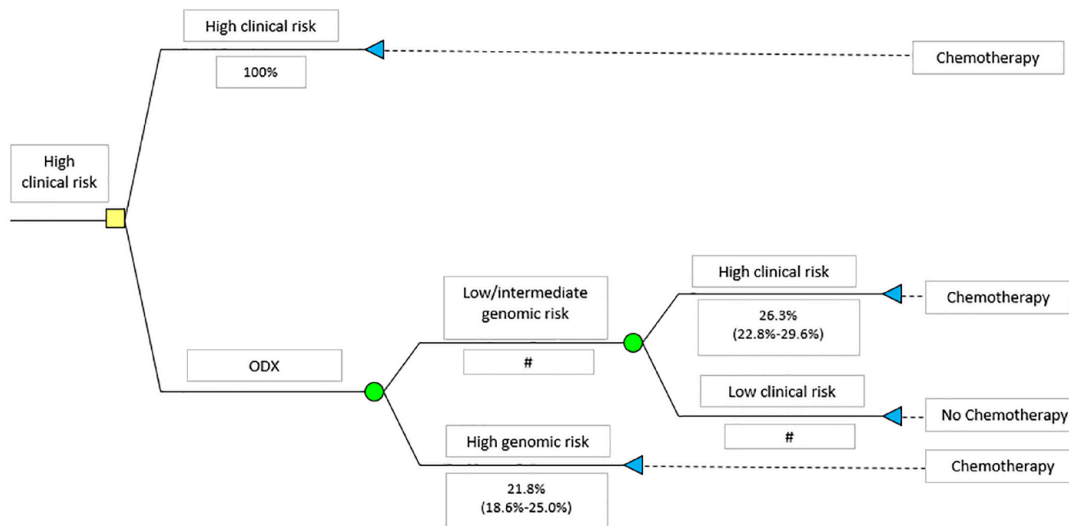 High clinical risk
100%
Chemotherapy
High
clinical risk
High clinical risk
26.3%
(22.8%-29.6%)
Chemotherapy
Low/intermediate
genomic risk
#
ODX
Low clinical risk
#
No Chemotherapy
High genomic risk
21.8%
(18.6%-25.0%)
Chemotherapy